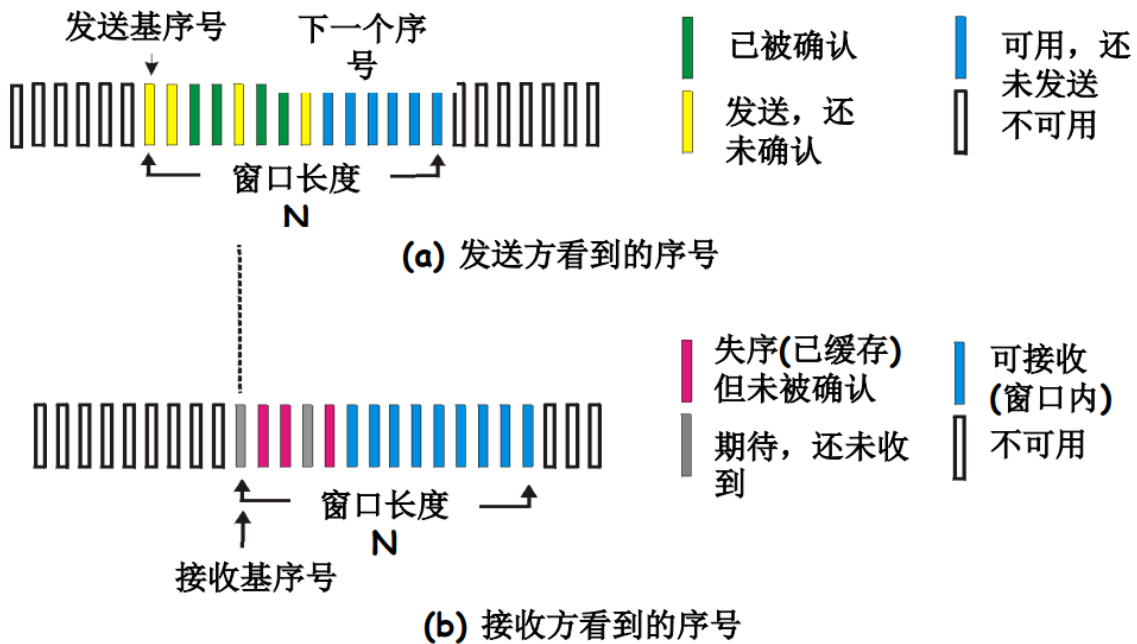 发送基序号
下一个序
号
已被确认
可用，还
未发送
发送，还
未确认
不可用
窗口长度
N
(a) 发送方看到的序号
失序(已缓存)
但未被确认
可接收
(窗口内)
期待，还未收
到
不可用
窗口长度
N
接收基序号
(b) 接收方看到的序号